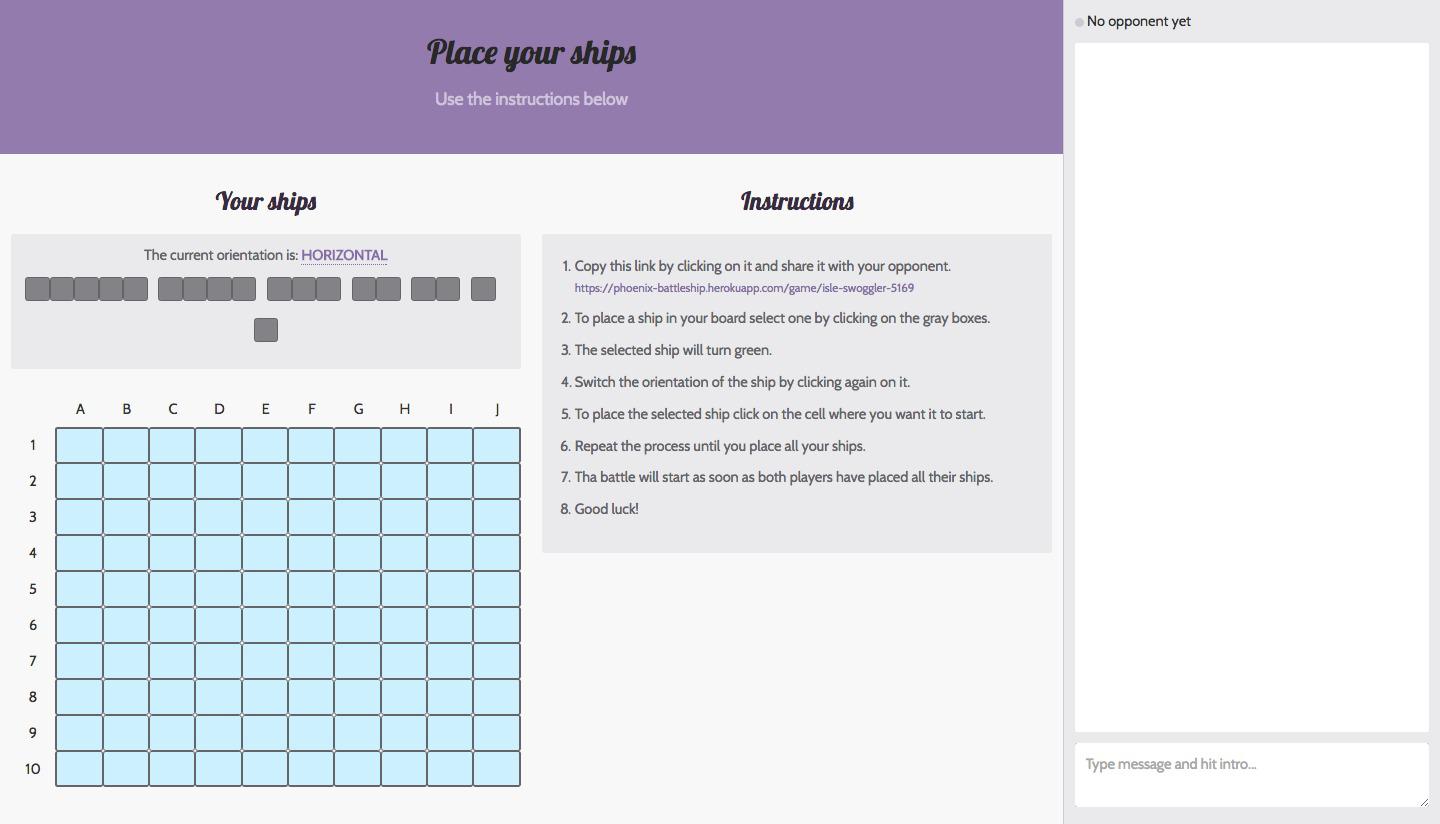 Place your ships
Use the instructions below
Your ships
The current orientation is: HORIZONTAL
A B C D E F G H I J
1
2
3
4
5
6
7
8
9
10
Instructions
1. Copy this link by clicking on it and share it with your opponent.
https://phoenix-battleship.herokuapp.com/game/isle-swoggler-5169
2. To place a ship in your board select one by clicking on the gray boxes.
3. The selected ship will turn green.
4. Switch the orientation of the ship by clicking again on it.
5. To place the selected ship click on the cell where you want it to start.
6. Repeat the process until you place all your ships.
7. Tha battle will start as soon as both players have placed all their ships.
8. Good luck!
No opponent yet
Type message and hit intro...